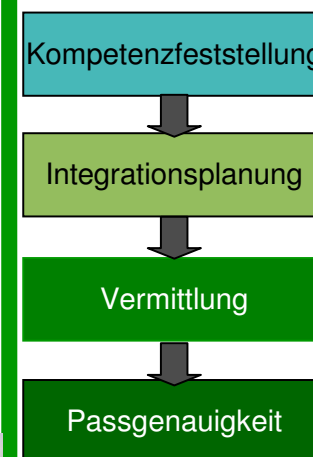 Kompetenzfeststellung
Integrationsplanung
Vermittlung
Passgenauigkeit